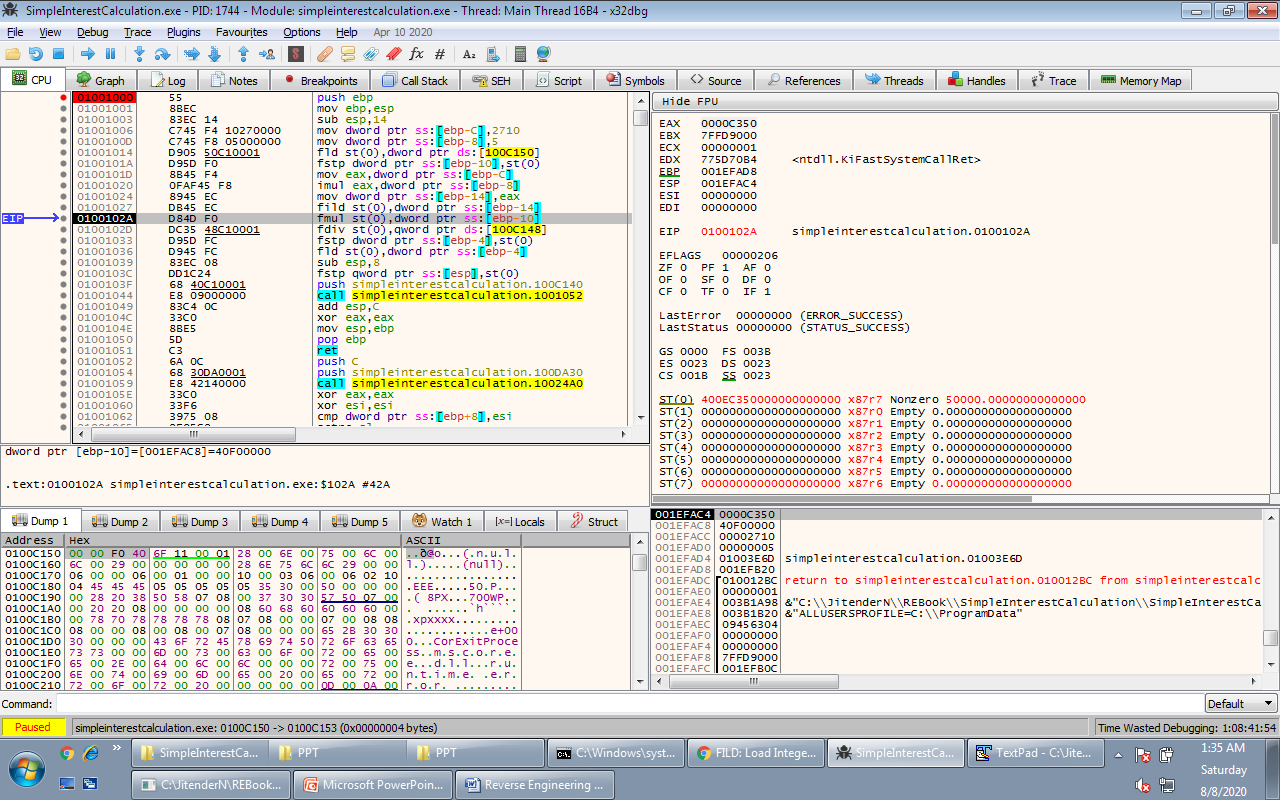 SimpleInterestCalculation.exe - PID: 1744 - Module: simpleinterestcalculation.exe - Thread: Main Thread 16B4 - x32dbg
File View Debug Trace Plugins Favourites Options Help Apr 10 2020
CPU Graph Log Notes Breakpoints Call Stack SEH Script Symbols Source References Threads Handles Trace Memory Map
01001000 55 push ebp
01001001 8BEC mov ebp,esp
01001003 83EC 14 sub esp,14
01001006 C745 F4 10270000 mov dword ptr ss:[ebp-C],2710
0100100D C745 F8 05000000 mov dword ptr ss:[ebp-8],5
01001014 D905 50C10001 fld st(0),dword ptr ds:[100C150]
0100101A D95D F0 fstp dword ptr ss:[ebp-10],st(0)
0100101D 8B45 F4 mov eax,dword ptr ss:[ebp-C]
01001020 0FAF45 F8 imul eax,dword ptr ss:[ebp-8]
01001024 8945 EC mov dword ptr ss:[ebp-14],eax
01001027 DB45 EC fild st(0),dword ptr ss:[ebp-14]
EIP 0100102A D84D F0 fmul st(0),dword ptr ss:[ebp-10]
0100102D DC35 48C10001 fdiv st(0),qword ptr ds:[100C148]
01001033 D95D FC fstp dword ptr ss:[ebp-4],st(0)
01001036 D945 FC fld st(0),dword ptr ss:[ebp-4]
01001039 83EC 08 sub esp,8
0100103C DD1C24 fstp qword ptr ss:[esp],st(0)
0100103F 68 40C10001 push simpleinterestcalculation.100C140
01001044 E8 09000000 call simpleinterestcalculation.1001052
01001049 83C4 0C add esp,C
0100104C 33C0 xor eax,eax
0100104E 8BE5 mov esp,ebp
01001050 5D pop ebp
01001051 C3 ret
01001052 6A 0C push C
01001054 68 30DA0001 push simpleinterestcalculation.100DA30
01001059 E8 42140000 call simpleinterestcalculation.10024A0
0100105E 33C0 xor eax,eax
01001060 33F6 xor esi,esi
01001062 3975 08 cmp dword ptr ss:[ebp+8],esi
dword ptr [ebp-10]=[001EFAC8]=40F00000
.text:0100102A simpleinterestcalculation.exe:$102A #42A
Hide FPU
EAX 0000C350
EBX 7FFD9000
ECX 00000001
EDX 775D70B4 <ntdll.KiFastSystemCallRet>
EBP 001EFAD8
ESP 001EFAC4
ESI 00000000
EDI 00000000
EIP 0100102A simpleinterestcalculation.0100102A
EFLAGS 00000206
ZF 0 PF 1 AF 0
OF 0 SF 0 DF 0
CF 0 TF 0 IF 1
LastError 00000000 (ERROR_SUCCESS)
LastStatus 00000000 (STATUS_SUCCESS)
GS 0000 FS 003B
ES 0023 DS 0023
CS 001B SS 0023
ST(0) 400EC350000000000000 x87r7 Nonzero 50000.00000000000000
ST(1) 00000000000000000000 x87r0 Empty 0.000000000000000000
ST(2) 00000000000000000000 x87r1 Empty 0.000000000000000000
ST(3) 00000000000000000000 x87r2 Empty 0.000000000000000000
ST(4) 00000000000000000000 x87r3 Empty 0.000000000000000000
ST(5) 00000000000000000000 x87r4 Empty 0.000000000000000000
ST(6) 00000000000000000000 x87r5 Empty 0.000000000000000000
ST(7) 00000000000000000000 x87r6 Empty 0.000000000000000000
Dump 1 Dump 2 Dump 3 Dump 4 Dump 5 Watch 1 Locals Struct
Address Hex ASCII
0100C150 00 00 F0 40 6F 11 00 01 28 00 6E 00 75 00 6C 00 ..ð@o...(.n.u.l.
0100C160 6C 00 29 00 00 00 00 00 28 6E 75 6C 6C 29 00 00 l.).....(null)..
0100C170 06 00 00 06 00 01 00 00 10 00 03 06 00 06 02 10 ................
0100C180 04 45 45 45 05 05 05 05 05 35 30 00 50 00 00 00 .EEE.....50.P...
0100C190 00 28 20 38 50 58 07 08 00 37 30 30 57 50 07 00 .( 8PX...700WP..
0100C1A0 00 20 20 08 00 00 00 00 08 60 68 60 60 60 60 00 .  ......`h````.
0100C1B0 00 78 70 78 78 78 78 08 07 08 00 00 07 00 08 08 .xpxxxx.........
0100C1C0 08 00 00 08 00 08 00 07 08 00 00 00 65 2B 30 30 ............e+00
0100C1D0 30 00 00 00 43 6F 72 45 78 69 74 50 72 6F 63 65 0...CorExitProce
0100C1E0 73 73 00 00 6D 00 73 00 63 00 6F 00 72 00 65 00 ss..m.s.c.o.r.e.
0100C1F0 65 00 2E 00 64 00 6C 00 6C 00 00 00 72 00 75 00 e...d.l.l...r.u.
0100C200 6E 00 74 00 69 00 6D 00 65 00 20 00 65 00 72 00 n.t.i.m.e. .e.r.
0100C210 72 00 6F 00 72 00 20 00 00 00 00 00 0D 00 0A 00 r.o.r. .........
001EFAC4 0000C350
001EFAC8 40F00000
001EFACC 00002710
001EFAD0 00000005
001EFAD4 01003E6D simpleinterestcalculation.01003E6D
001EFAD8 001EFB20
001EFADC 010012BC return to simpleinterestcalculation.010012BC from simpleinterestcalc
001EFAE0 00000001
001EFAE4 003B1A98 &"C:\\JitenderN\\REBook\\SimpleInterestCalculation\\SimpleInterestCa
001EFAE8 003B1B20 &"ALLUSERSPROFILE=C:\\ProgramData"
001EFAEC 09456304
001EFAF0 00000000
001EFAF4 00000000
001EFAF8 7FFD9000
001EFAFC 001EFB0C
Command: Default
Paused simpleinterestcalculation.exe: 0100C150 -> 0100C153 (0x00000004 bytes) Time Wasted Debugging: 1:08:41:54
SimpleInterestCa... PPT PPT C:\Windows\syst... FILD: Load Intege... SimpleInterestCa... TextPad - C:\Jite...
C:\JitenderN\REBook... Microsoft PowerPoin... Reverse Engineering ...
1:35 AM
Saturday
8/8/2020